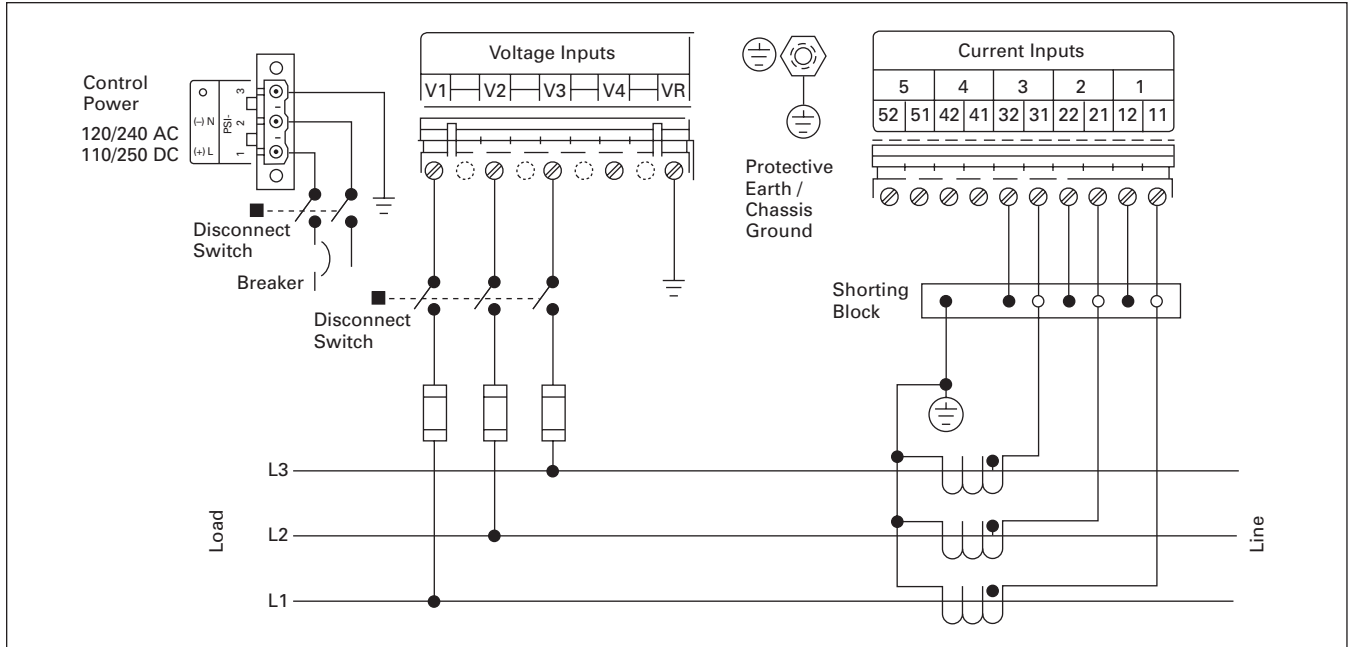 Control
Power
120/240 AC
110/250 DC
(–) N
(+) L
PSI-
3
2
1
Disconnect
Switch
Breaker
Voltage Inputs
V1 V2 V3 V4 VR
Disconnect
Switch
Protective
Earth /
Chassis
Ground
Current Inputs
5 4 3 2 1
52 51 42 41 32 31 22 21 12 11
Shorting
Block
Load
L3
L2
L1
Line